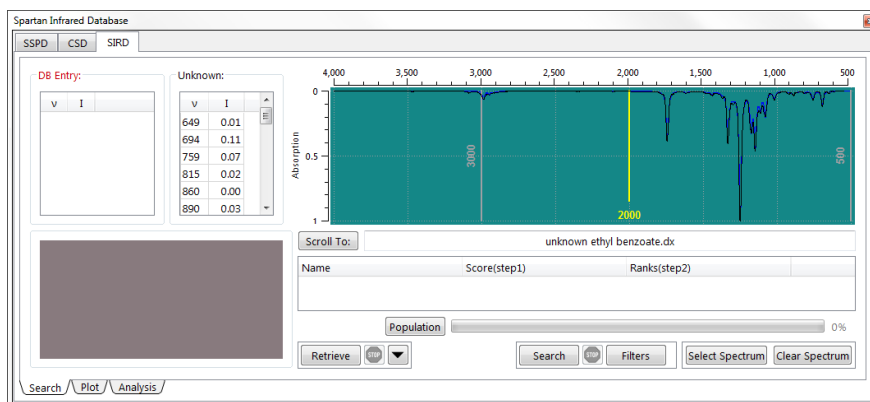 Spartan Infrared Database
SSPD CSD SIRD
DB Entry:
ν I
Unknown:
ν I
649 0.01
694 0.11
759 0.07
815 0.02
860 0.00
890 0.03
4,000 3,500 3,000 2,500 2,000 1,500 1,000 500
Absorption
0
0.5
1
3000
2000
500
Scroll To: unknown ethyl benzoate.dx
Name Score(step1) Ranks(step2)
Population 0%
Retrieve STOP Search STOP Filters Select Spectrum Clear Spectrum
Search Plot Analysis